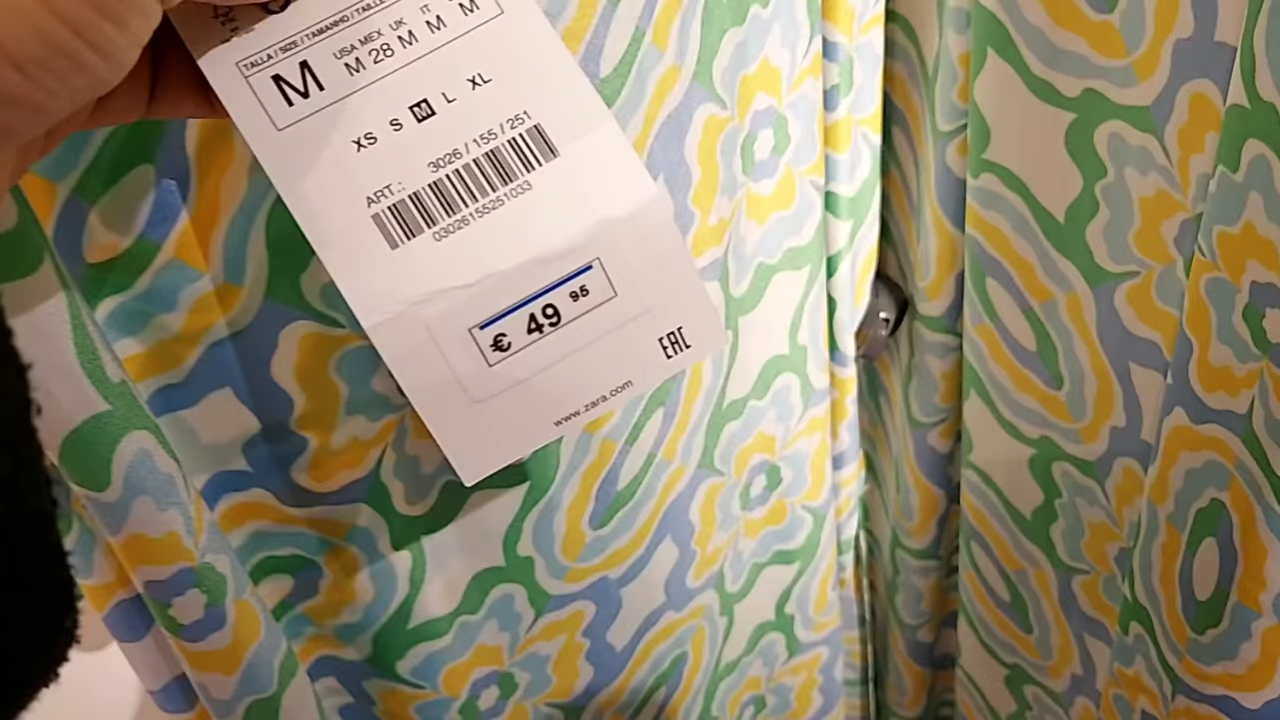 TALLA / SIZE / TAMANHO / TAILLE
USA MEX UK IT
M M 28 M M M
XS S M L XL
ART.: 3026 / 155 / 251
03026155251033
€ 49 95
EAC
www.zara.com